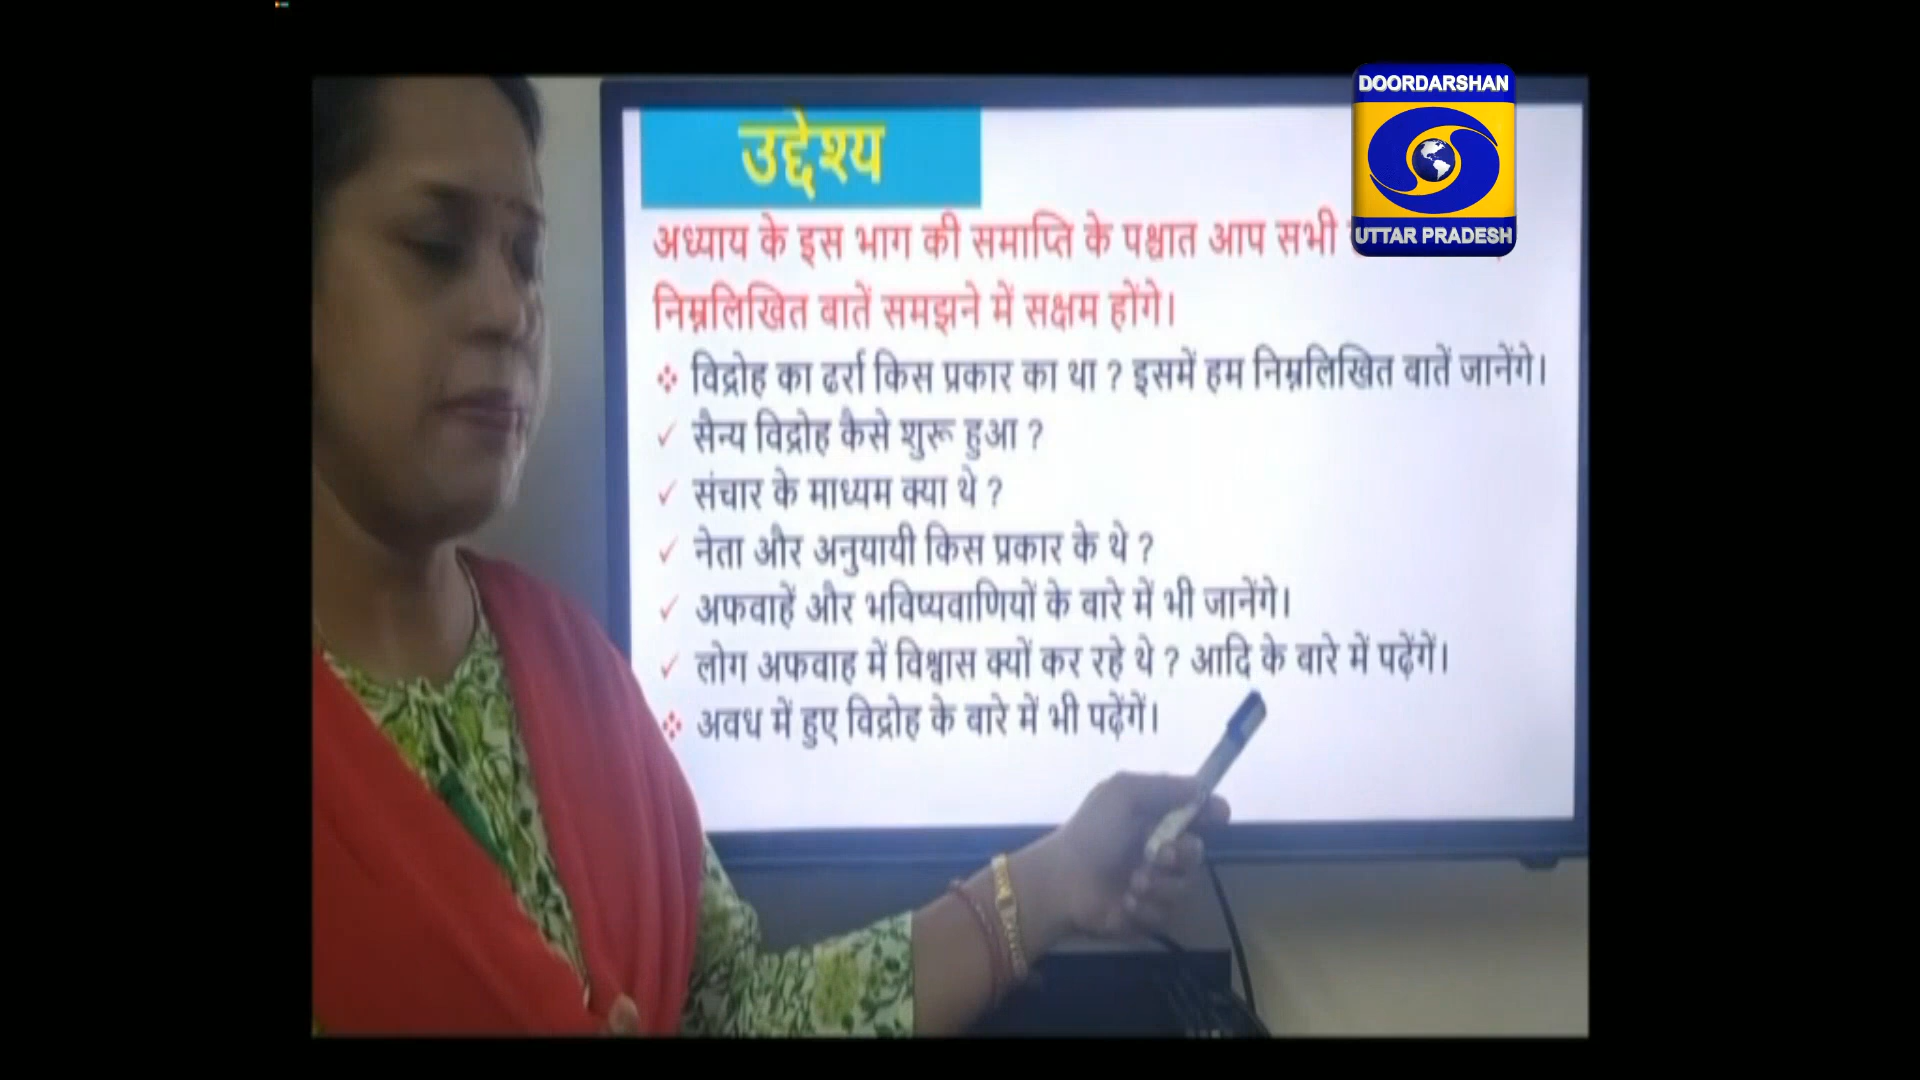 DOORDARSHAN
UTTAR PRADESH
उद्देश्य
अध्याय के इस भाग की समाप्ति के पश्चात आप सभी
निम्नलिखित बातें समझने में सक्षम होंगे।
❖ विद्रोह का ढर्रा किस प्रकार का था ? इसमें हम निम्नलिखित बातें जानेंगे।
✓ सैन्य विद्रोह कैसे शुरू हुआ ?
✓ संचार के माध्यम क्या थे ?
✓ नेता और अनुयायी किस प्रकार के थे ?
✓ अफवाहें और भविष्यवाणियों के बारे में भी जानेंगे।
✓ लोग अफवाह में विश्वास क्यों कर रहे थे ? आदि के बारे में पढ़ेंगें।
❖ अवध में हुए विद्रोह के बारे में भी पढ़ेंगें।